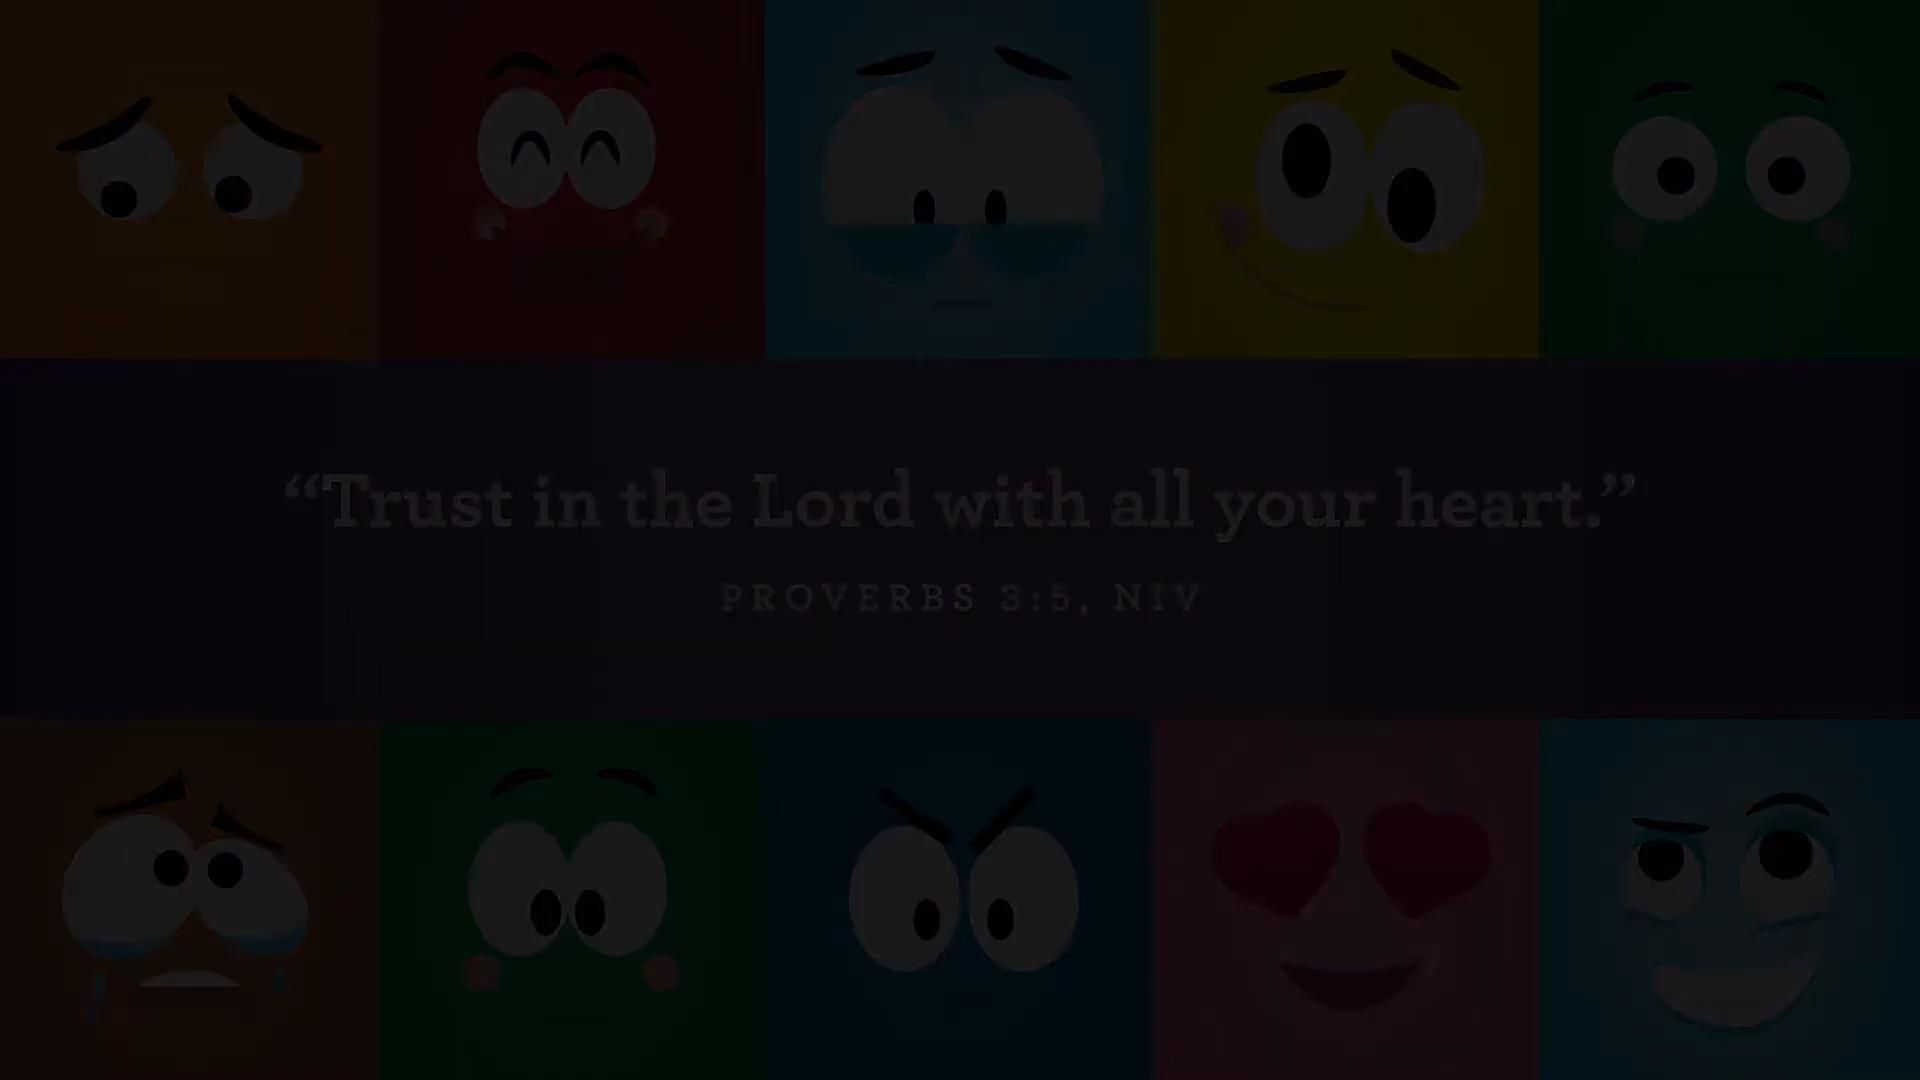 “Trust in the Lord with all your heart.”
PROVERBS 3:5, NIV